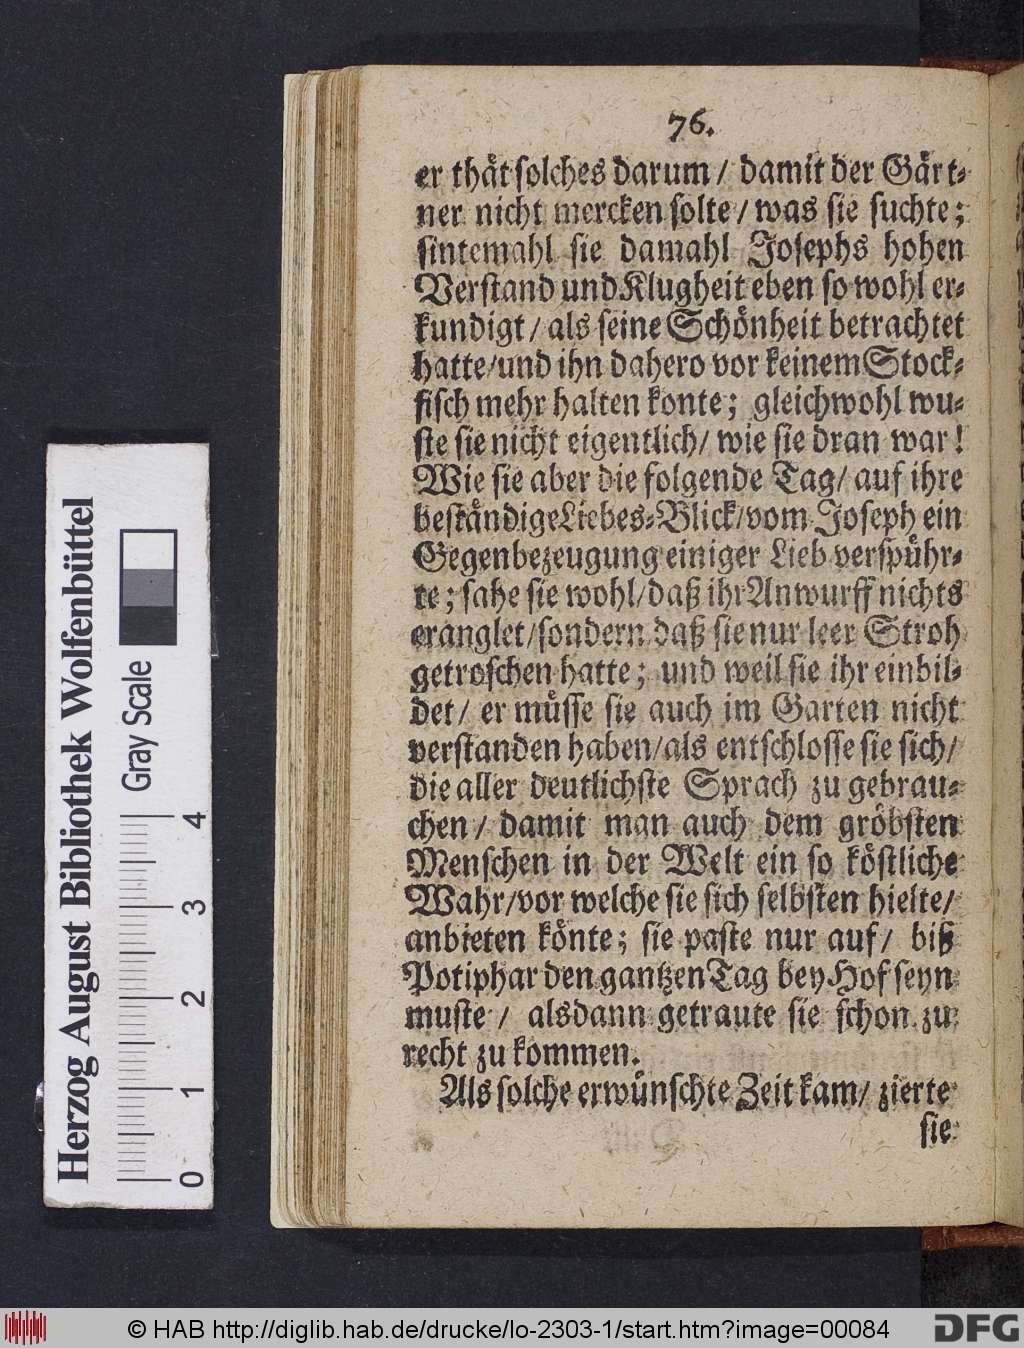 76.
er thät solches darum / damit der Gärt-
ner nicht mercken solte / was sie suchte;
sintemahl sie damahl Josephs hohen
Verstand und Klugheit eben so wohl er-
kundigt / als seine Schönheit betrachtet
hatte/und ihn dahero vor keinem Stock-
fisch mehr halten konte; gleichwohl wu-
ste sie nicht eigentlich/ wie sie dran war!
Wie sie aber die folgende Tag/ auf ihre
beständige Liebes-Blick/vom Joseph ein
Gegenbezeugung einiger Lieb verspühr-
te; sahe sie wohl/daß ihr Anwurff nichts
eranglet/sondern daß sie nur leer Stroh
getroschen hatte; und weil sie ihr einbil-
det/ er müsse sie auch im Garten nicht
verstanden haben/als entschlosse sie sich/
die aller deutlichste Sprach zu gebrau-
chen / damit man auch dem gröbsten
Menschen in der Welt ein so köstliche
Wahr/vor welche sie sich selbsten hielte/
anbieten könte; sie paste nur auf/ biß
Potiphar den gantzen Tag bey Hof seyn
muste / alsdann getraute sie schon zu
recht zu kommen.
Als solche erwünschte Zeit kam/ zierte
sie
Herzog August Bibliothek Wolfenbüttel
Gray Scale
0 1 2 3 4
© HAB http://diglib.hab.de/drucke/lo-2303-1/start.htm?image=00084
DFG